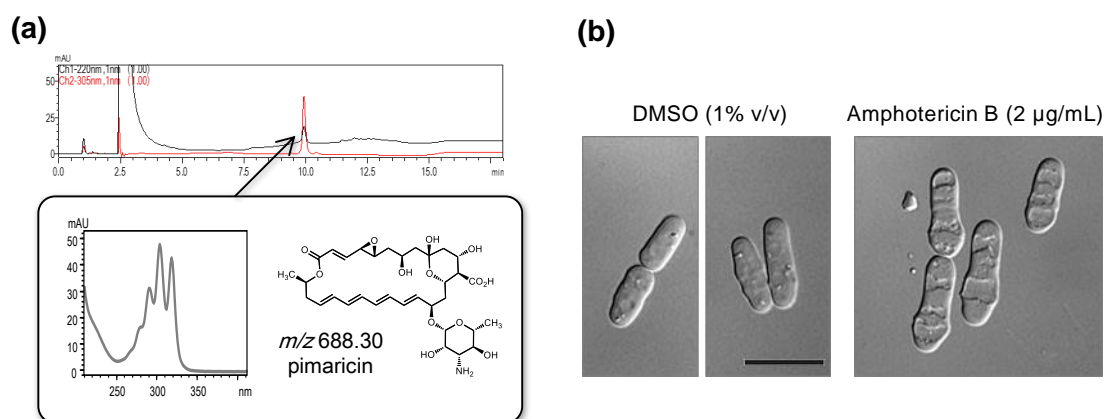 (a)
mAU
Ch1-220nm,1nm (1.00)
Ch2-305nm,1nm (1.00)
50
25
0
0.0 2.5 5.0 7.5 10.0 12.5 15.0 min
mAU
50
40
30
20
10
0
250 300 350 nm
O
O
OH
OH
O
OH
O
CO₂H
H₃C
O
O
O
CH₃
HO
OH
NH₂
m/z 688.30
pimaricin
(b)
DMSO (1% v/v) Amphotericin B (2 µg/mL)